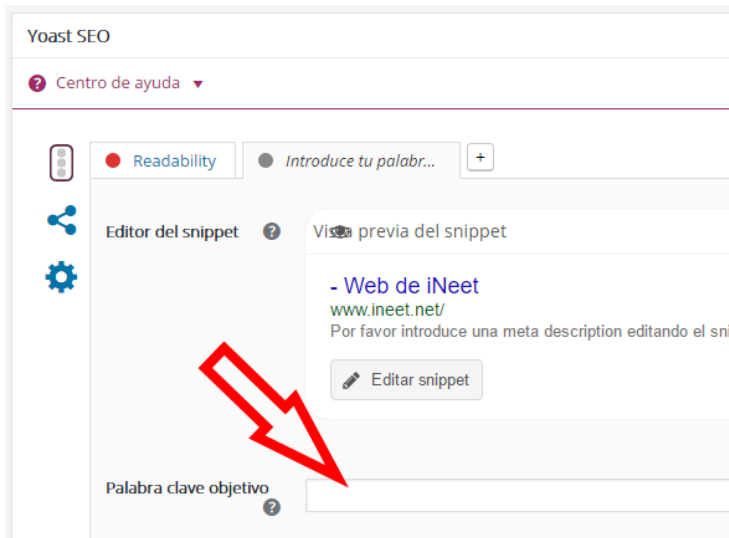 Yoast SEO
? Centro de ayuda
Readability
Introduce tu palabr...
+
Editor del snippet ?
Vista previa del snippet
- Web de iNeet
www.ineet.net/
Por favor introduce una meta description editando el sni
Editar snippet
Palabra clave objetivo
?